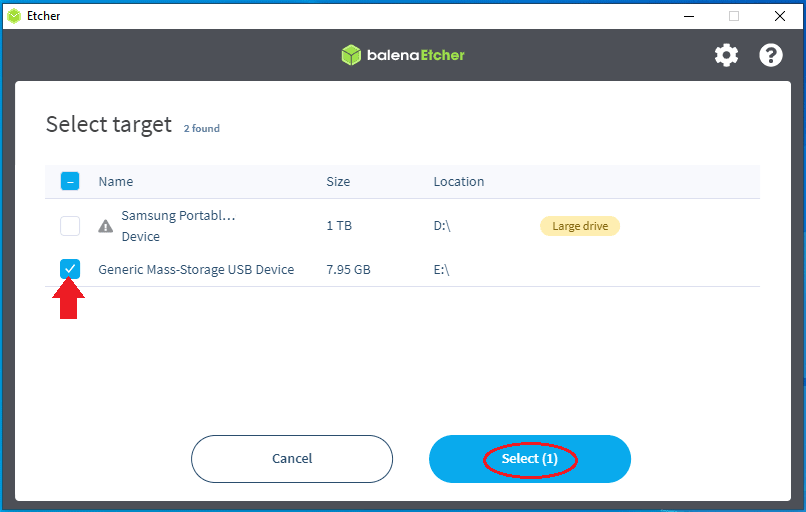 Etcher
balenaEtcher
Select target 2 found
Name Size Location
Samsung Portabl...
Device
1 TB D:\ Large drive
Generic Mass-Storage USB Device 7.95 GB E:\
Cancel Select (1)